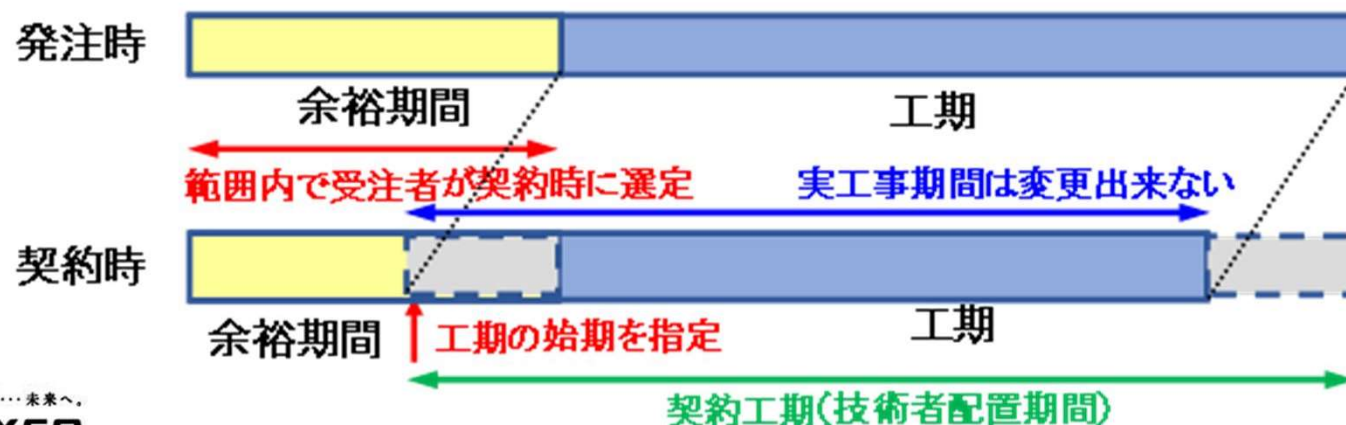 発注時
余裕期間
工期
範囲内で受注者が契約時に選定
実工事期間は変更出来ない
契約時
余裕期間
工期の始期を指定
工期
契約工期(技術者配置期間)
…未来へ。